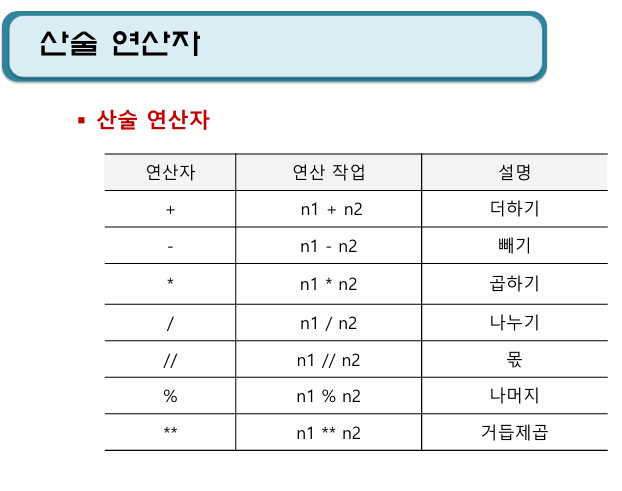 산술 연산자
▪ 산술 연산자
연산자 연산 작업 설명
+ n1 + n2 더하기
- n1 - n2 빼기
* n1 * n2 곱하기
/ n1 / n2 나누기
// n1 // n2 몫
% n1 % n2 나머지
** n1 ** n2 거듭제곱